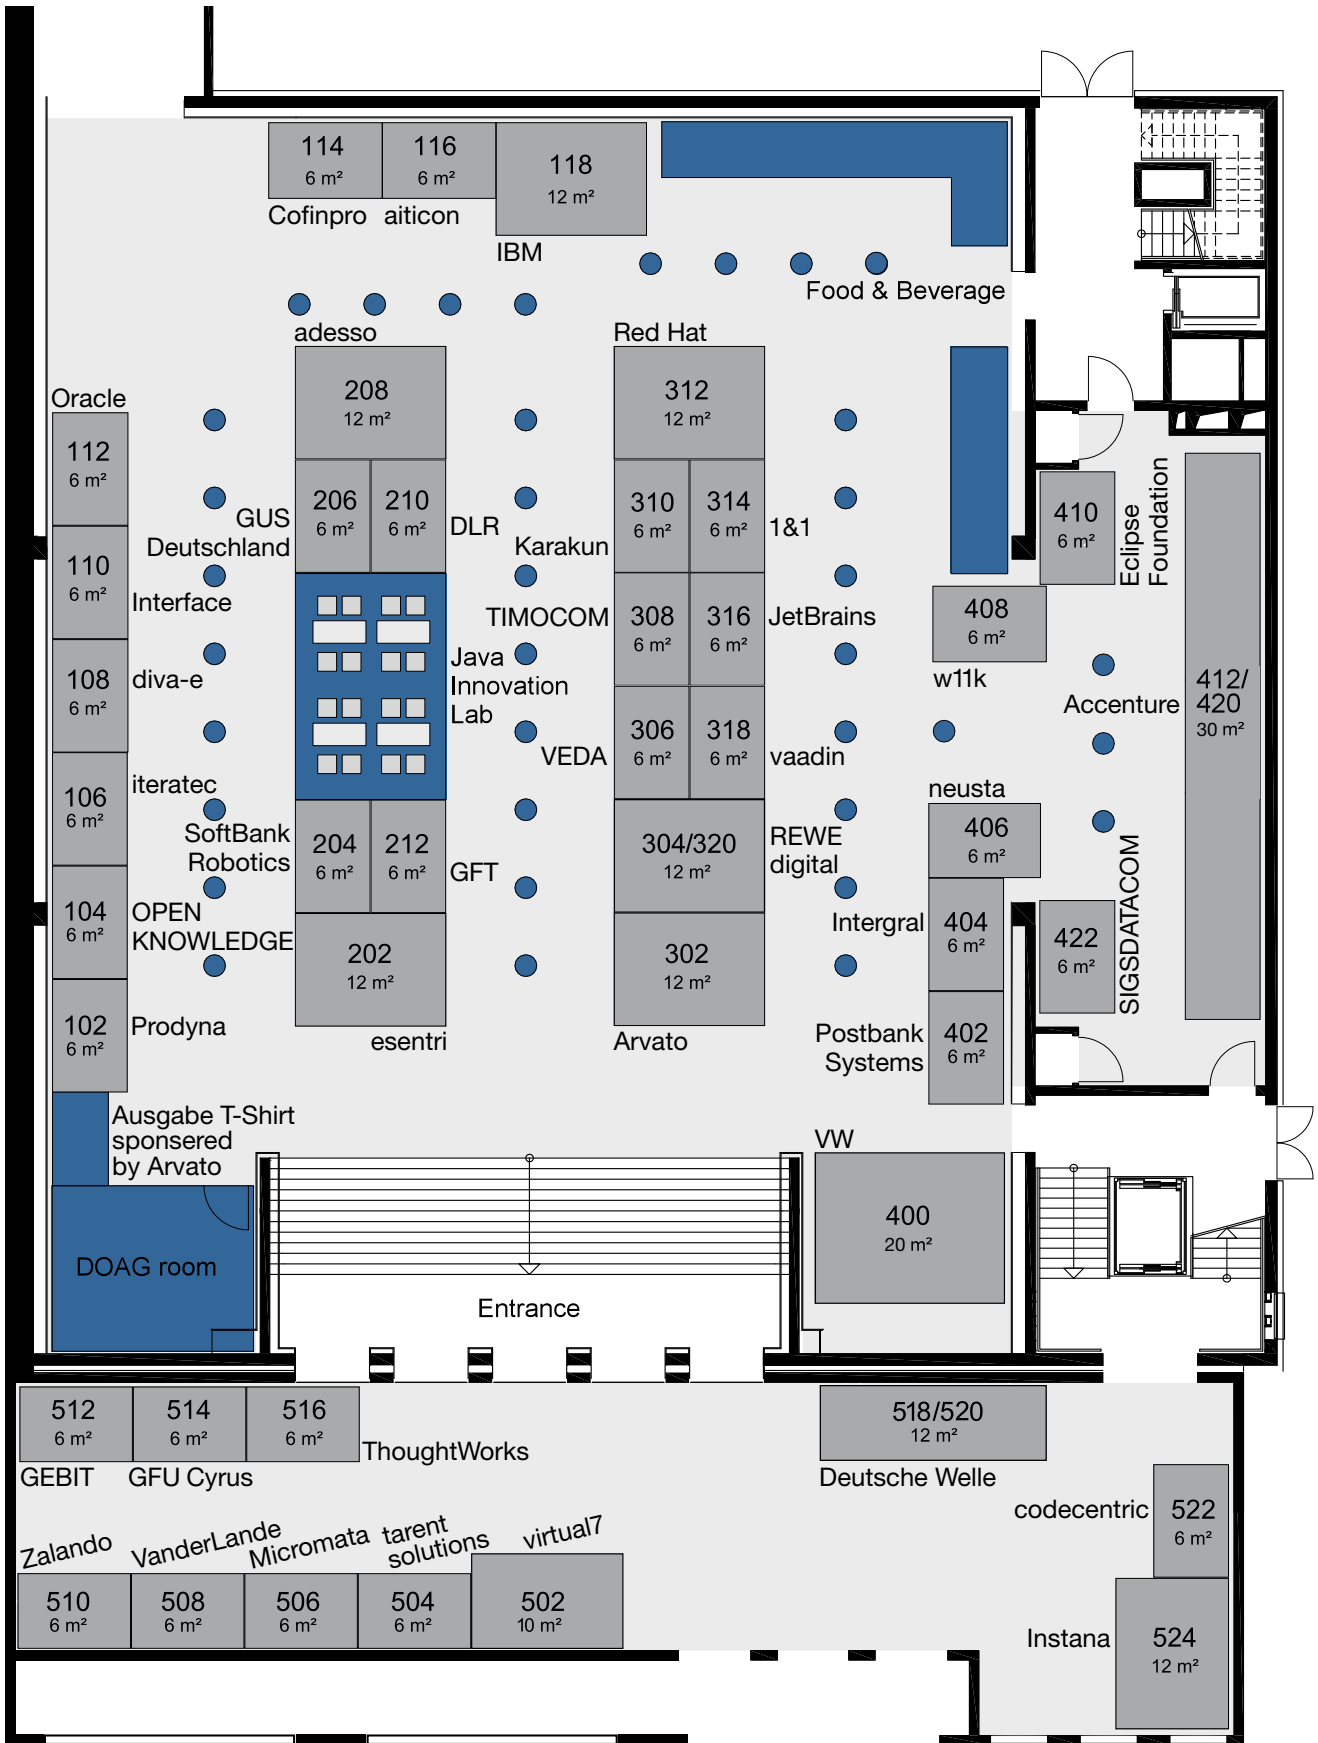 114
6 m²
116
6 m²
118
12 m²
Cofinpro
aiticon
IBM
Food & Beverage
adesso
Red Hat
208
12 m²
312
12 m²
Oracle
112
6 m²
206
6 m²
210
6 m²
310
6 m²
314
6 m²
GUS
Deutschland
DLR
Karakun
1&1
410
6 m²
Eclipse
Foundation
110
6 m²
Interface
TIMOCOM
308
6 m²
316
6 m²
JetBrains
408
6 m²
w11k
108
6 m²
diva-e
Java
Innovation
Lab
412/
420
30 m²
Accenture
VEDA
306
6 m²
318
6 m²
vaadin
106
6 m²
iteratec
neusta
406
6 m²
SoftBank
Robotics
204
6 m²
212
6 m²
GFT
304/320
12 m²
REWE
digital
104
6 m²
OPEN
KNOWLEDGE
Intergral
404
6 m²
422
6 m²
SIGSDATACOM
202
12 m²
302
12 m²
102
6 m²
Prodyna
esentri
Arvato
Postbank
Systems
402
6 m²
Ausgabe T-Shirt
sponsered
by Arvato
VW
400
20 m²
DOAG room
Entrance
512
6 m²
514
6 m²
516
6 m²
518/520
12 m²
GEBIT
GFU Cyrus
ThoughtWorks
Deutsche Welle
codecentric
522
6 m²
Zalando
VanderLande
Micromata
tarent
solutions
virtual7
510
6 m²
508
6 m²
506
6 m²
504
6 m²
502
10 m²
Instana
524
12 m²